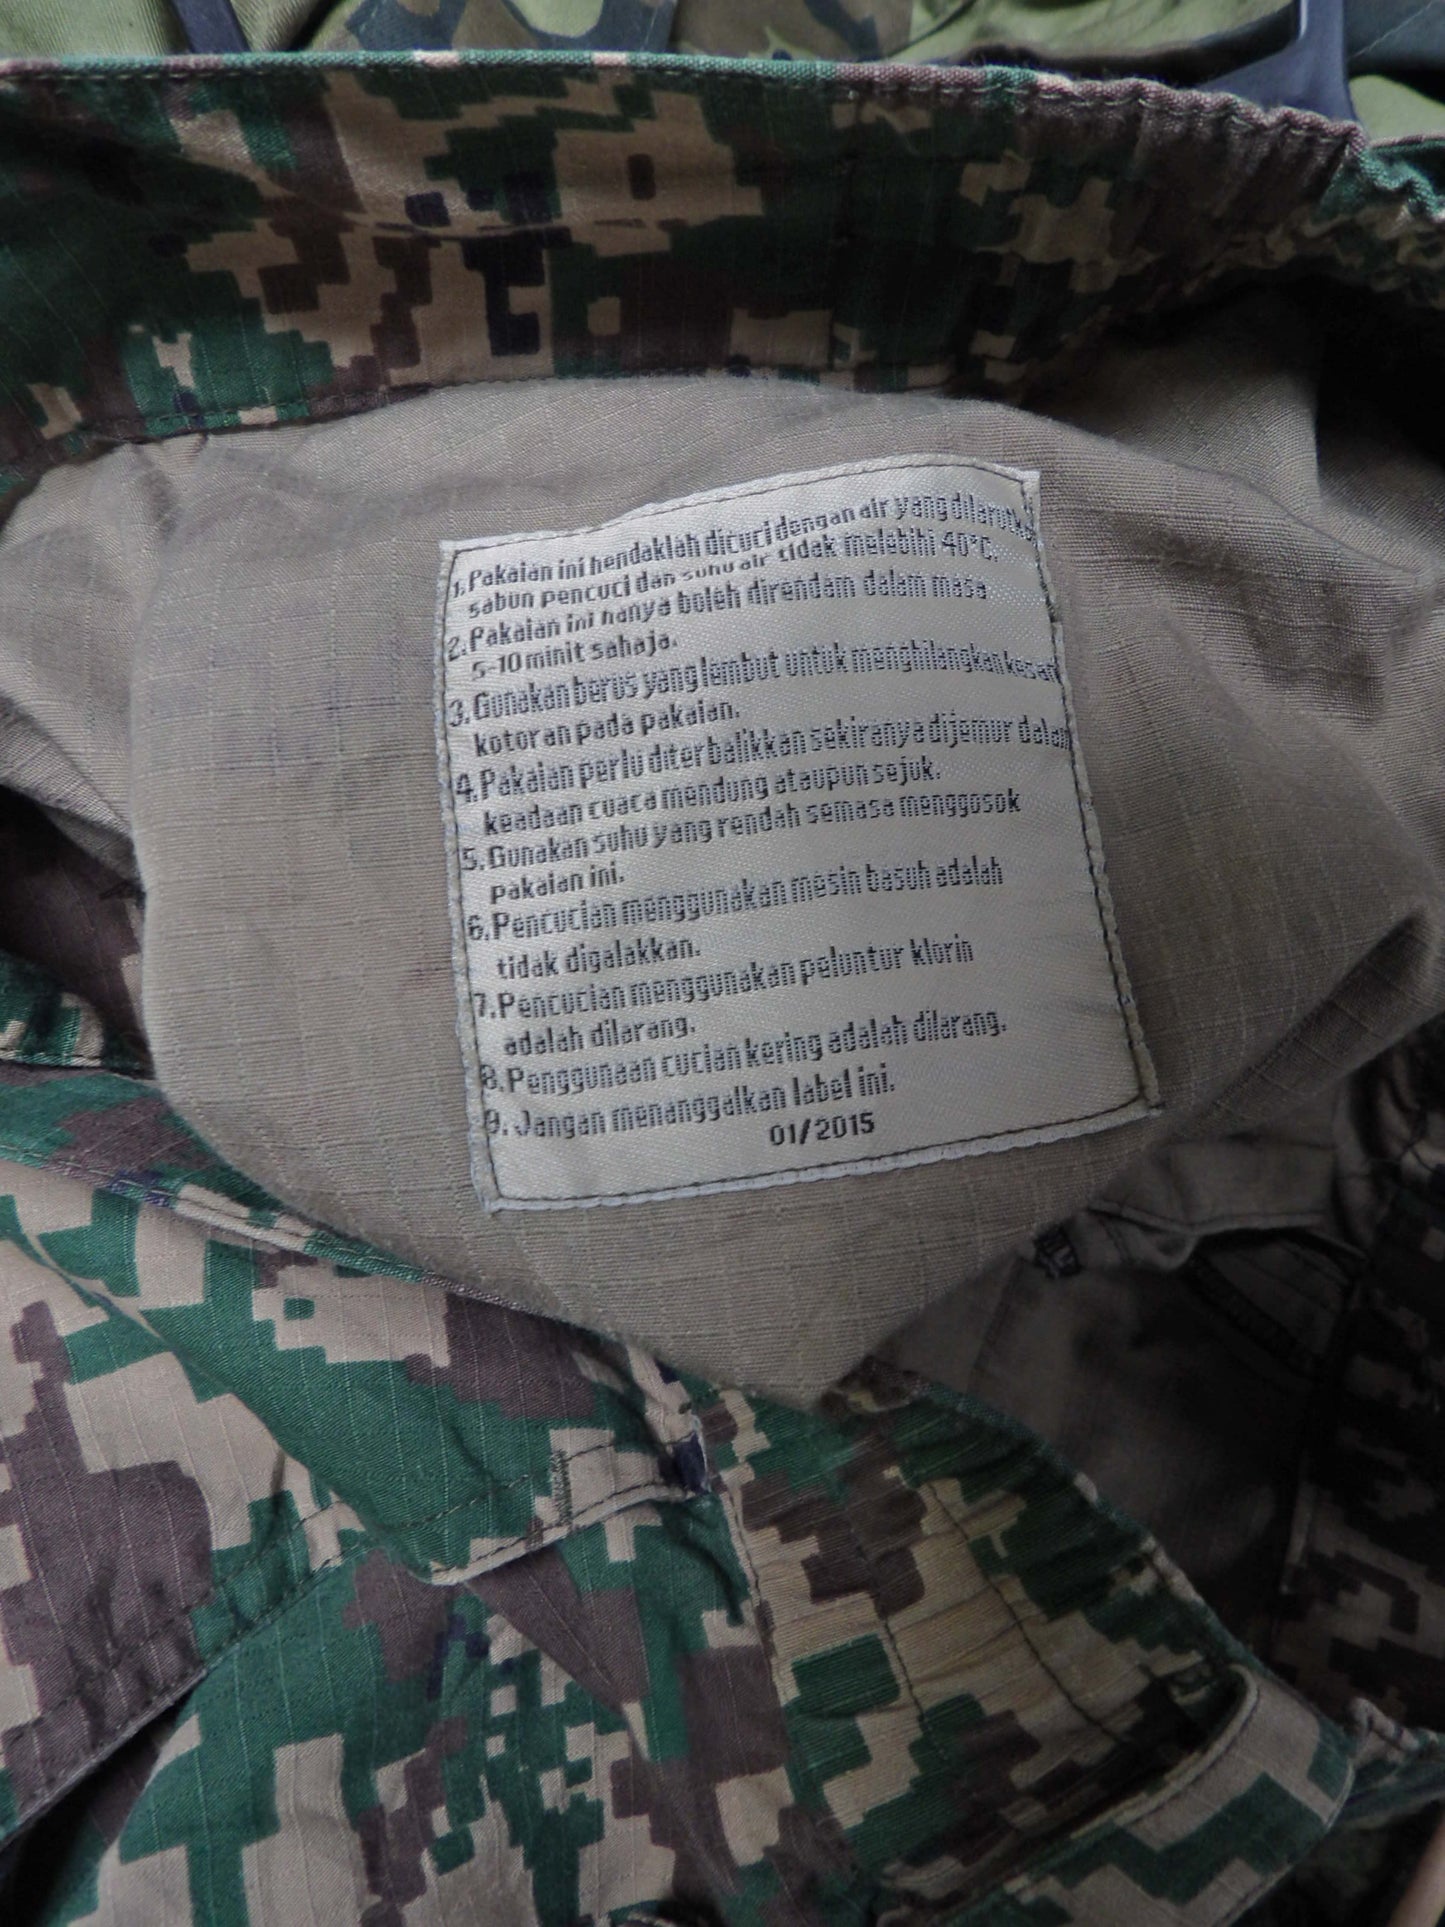 1. Pakaian ini hendaklah dicuci dengan air yang dilarutkan
sabun pencuci dan suhu air tidak melebihi 40°C.
2. Pakaian ini hanya boleh direndam dalam masa
5-10 minit sahaja.
3. Gunakan berus yang lembut untuk menghilangkan kesan
kotoran pada pakaian.
4. Pakaian perlu diterbalikkan sekiranya dijemur dalam
keadaan cuaca mendung ataupun sejuk.
5. Gunakan suhu yang rendah semasa menggosok
pakaian ini.
6. Pencucian menggunakan mesin basuh adalah
tidak digalakkan.
7. Pencucian menggunakan peluntur klorin
adalah dilarang.
8. Penggunaan cucian kering adalah dilarang.
9. Jangan menanggalkan label ini.
01/2015